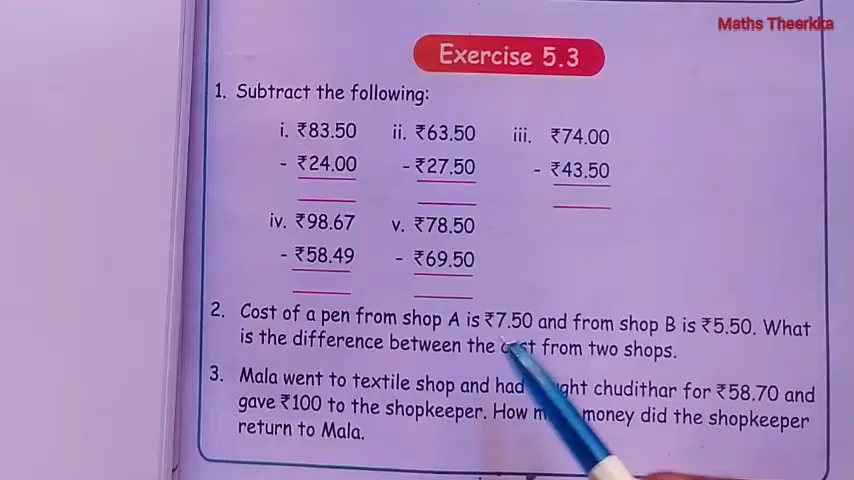 Maths Theerkka
Exercise 5.3
1. Subtract the following:
i. ₹83.50 ii. ₹63.50 iii. ₹74.00
- ₹24.00 - ₹27.50 - ₹43.50
iv. ₹98.67 v. ₹78.50
- ₹58.49 - ₹69.50
2. Cost of a pen from shop A is ₹7.50 and from shop B is ₹5.50. What
is the difference between the from two shops.
3. Mala went to textile shop and had chudithar for ₹58.70 and
gave ₹100 to the shopkeeper. How money did the shopkeeper
return to Mala.